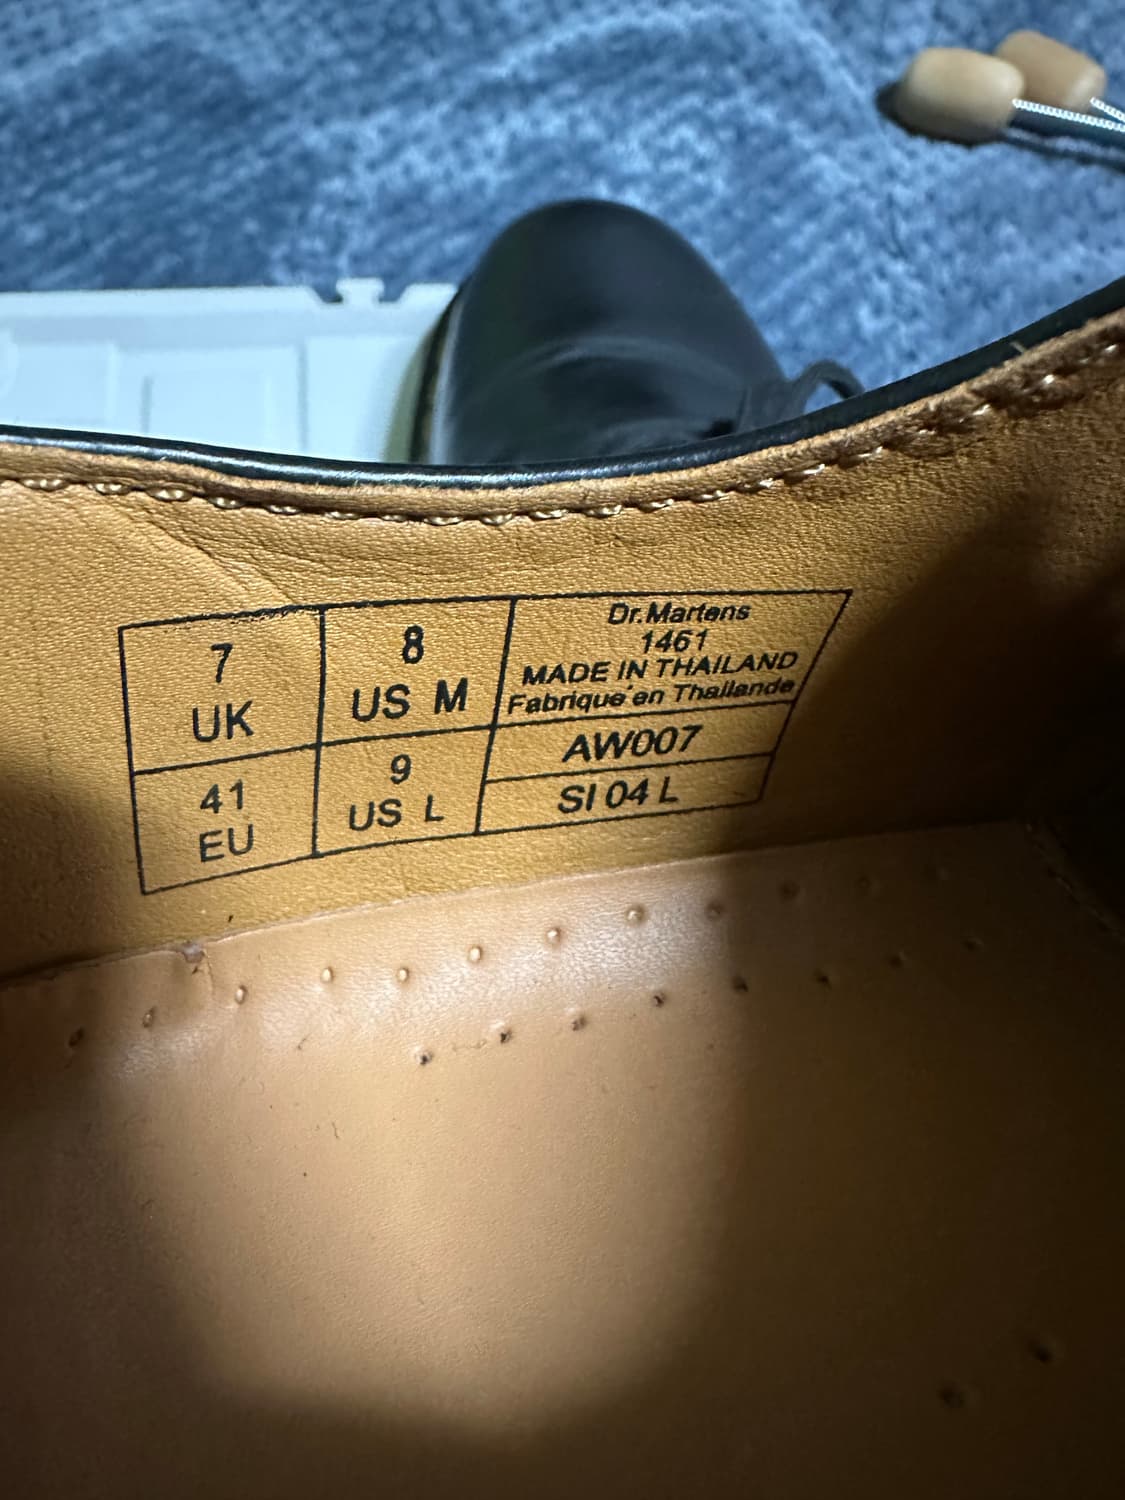 7
UK
8
US M
Dr.Martens
1461
MADE IN THAILAND
Fabrique'en Thailande
41
EU
9
US L
AW007
SI 04 L